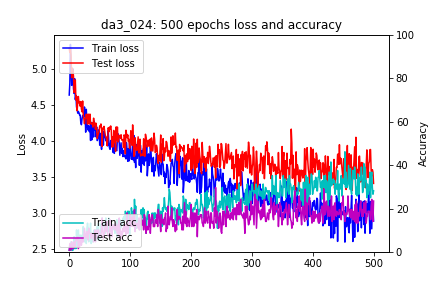 da3_024: 500 epochs loss and accuracy
Train loss
Test loss
Train acc
Test acc
Loss
5.0
4.5
4.0
3.5
3.0
2.5
0
100
200
300
400
500
100
80
60
40
20
0
Accuracy